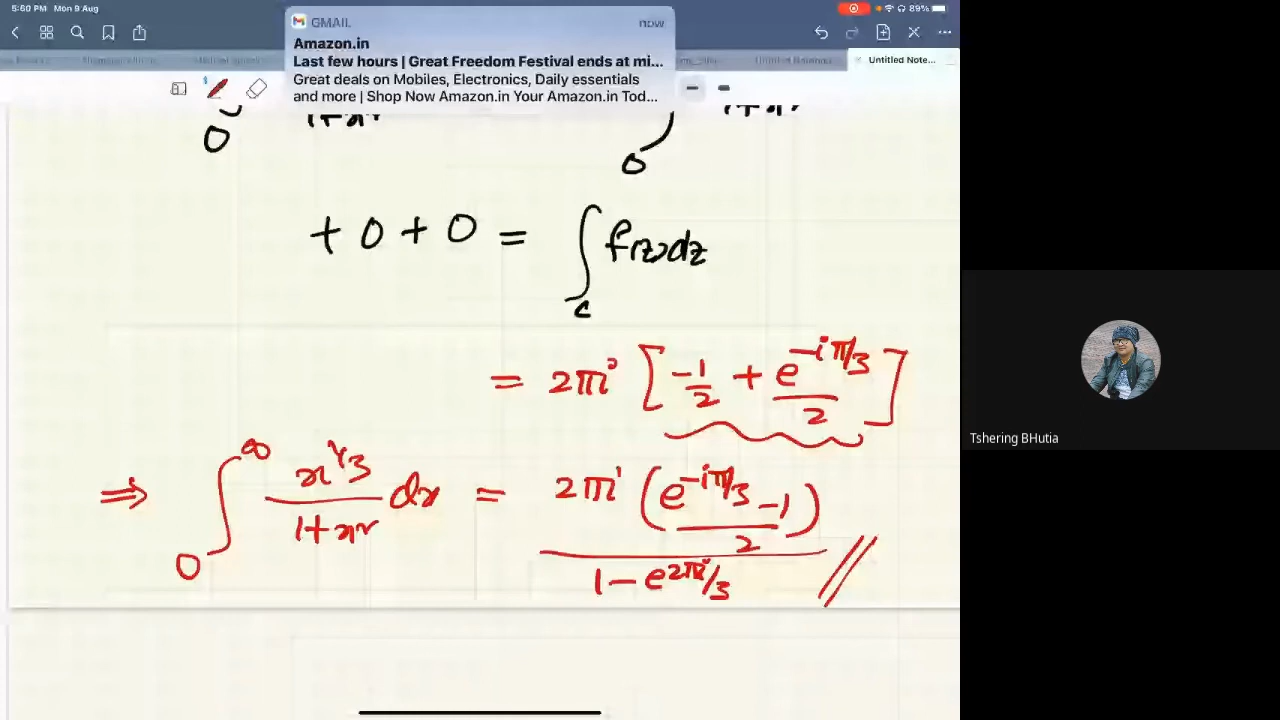 5:60 PM Mon 9 Aug
89%
GMAIL now
Amazon.in
Last few hours | Great Freedom Festival ends at mi...
Great deals on Mobiles, Electronics, Daily essentials
and more | Shop Now Amazon.in Your Amazon.in Tod...
Untitled Note...
0 0
+ 0 + 0 = ∫_C f(z)dz
= 2πi [ -1/2 + e^{-iπ/3}/2 ]
⇒ ∫_0^∞ x^{1/3}/(1+x²) dx = 2πi ( (e^{-iπ/3} - 1)/2 ) / (1 - e^{2πi/3}) //
Tshering BHutia